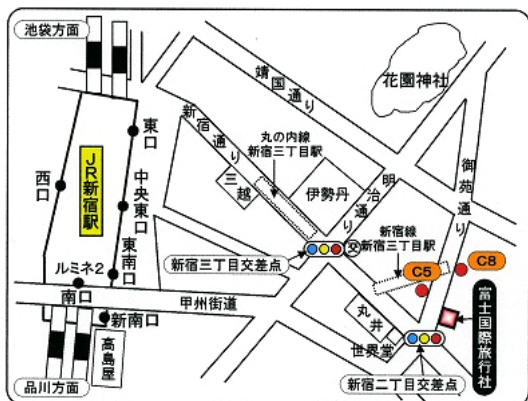 池袋方面
靖国通り
花園神社
新宿通り
東口
丸の内線
新宿三丁目駅
三越
伊勢丹
明治通り
御苑通り
JR新宿駅
西口
中央東口
東南口
新宿三丁目交差点
交
新宿線
新宿三丁目駅
C5
C8
ルミネ2
南口
甲州街道
新南口
高島屋
丸井
世界堂
富士国際旅行社
品川方面
新宿二丁目交差点